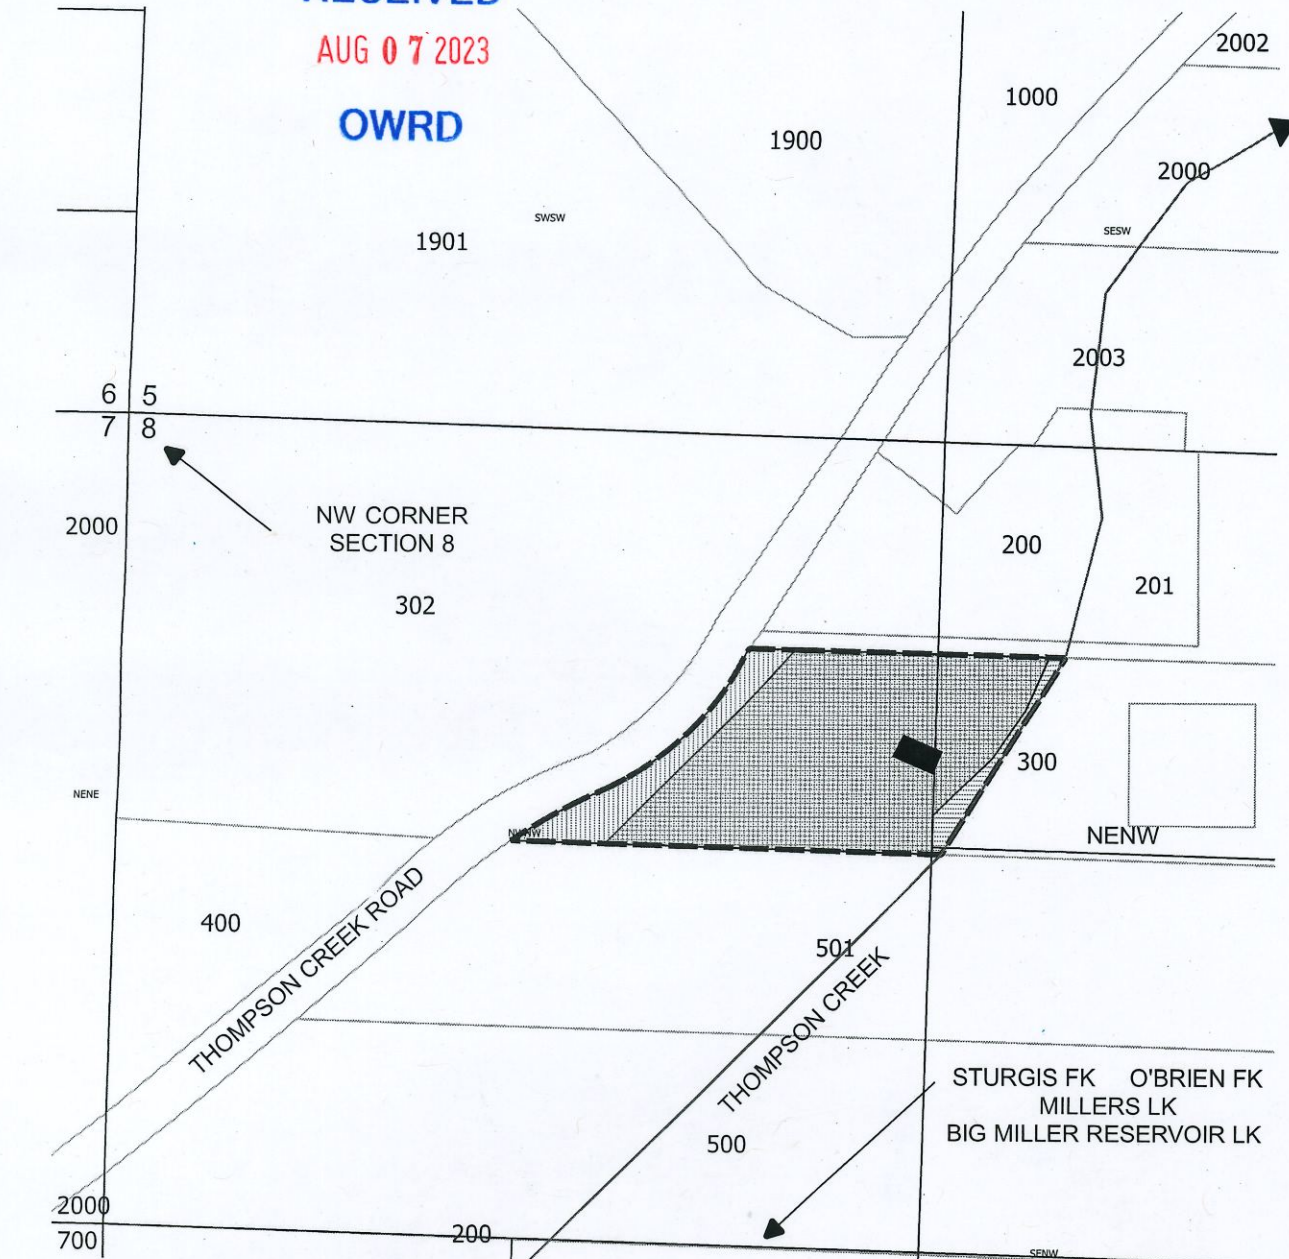 RECEIVED
AUG 07 2023
OWRD
2002
1000
1900
2000
SWSW
SESW
1901
2003
6 5
7 8
NW CORNER
SECTION 8
2000
200
201
302
300
NENE
NWNW
NENW
400
THOMPSON CREEK ROAD
501
THOMPSON CREEK
STURGIS FK O'BRIEN FK
MILLERS LK
BIG MILLER RESERVOIR LK
500
2000
700
200
SENW